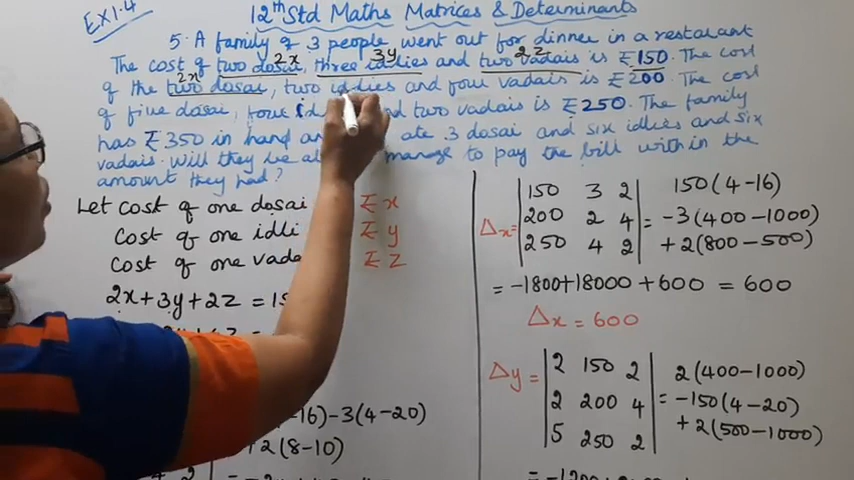 Ex 1.4
12th Std Maths Matrices & Determinants
5. A family of 3 people went out for dinner in a restaurant
The cost of two dosai, three idlies and two vadais is ₹150. The cost
2x 3y 2z
of the two dosai, two idlies and four vadais is ₹200 The cost
2x
of five dosai, four and two vadais is ₹250. The family
has ₹350 in hand ate 3 dosai and six idlies and six
vadais. Will they be manage to pay the bill within the
amount they had?
Let cost of one dosai ₹ x
cost of one idli ₹ y
cost of one ₹ z
2x+3y+2z =
-16)-3(4-20)
+2(8-10)
Δx= | 150 3 2 | 150(4-16)
| 200 2 4 | = -3(400-1000)
| 250 4 2 | +2(800-500)
= -1800+18000+600 = 600
Δx = 600
Δy = | 2 150 2 | 2(400-1000)
| 2 200 4 | = -150(4-20)
| 5 250 2 | +2(500-1000)